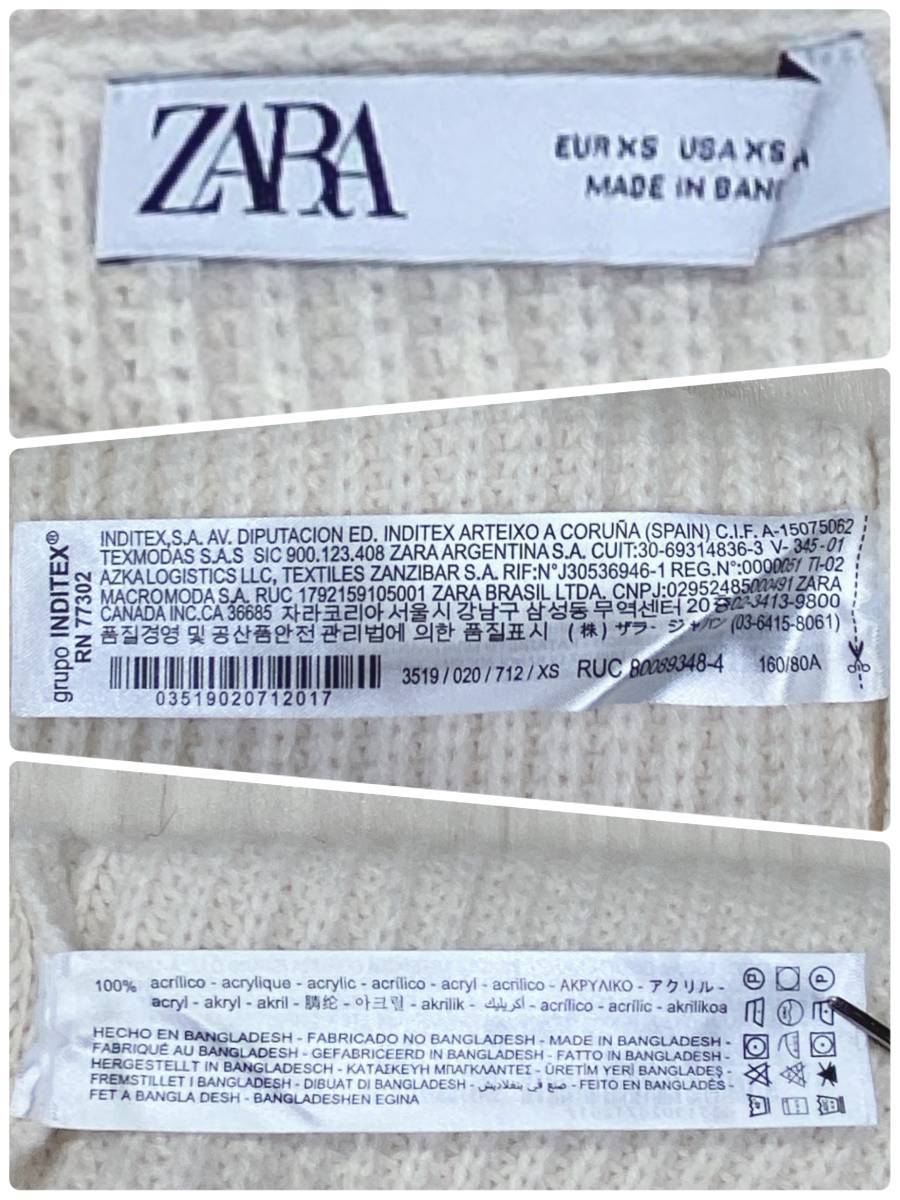 ZARA
EUR XS USA XS
MADE IN
grupo INDITEX®
RN 77302
INDITEX,S.A. AV. DIPUTACION ED. INDITEX ARTEIXO A CORUÑA (SPAIN) C.I.F. A-15075062
TEXMODAS S.A.S SIC 900.123.408 ZARA ARGENTINA S.A. CUIT:30-69314836-3 V- 345-01
AZKA LOGISTICS LLC, TEXTILES ZANZIBAR S.A. RIF:N°J30536946-1 REG.N°:0000051 TI-02
MACROMODA S.A. RUC 1792159105001 ZARA BRASIL LTDA. CNPJ: ZARA
CANADA INC.CA 36685 자라코리아 서울시 강남구 삼성동 무역센터 02-3413-9800
품질경영 및 공산품안전 관리법에 의한 품질표시 (株) ザラ・ジャパン (03-6415-8061)
03519020712017
3519 / 020 / 712 / XS RUC 80089348-4 160/80A
100% acrílico - acrylique - acrylic - acrílico - acryl - acrilico - ΑΚΡΥΛΙΚΟ - アクリル -
acryl - akryl - akril - 腈纶 - 아크릴 - akrilik - أكريليك - acrílico - acrílic - akrilikoa
HECHO EN BANGLADESH - FABRICADO NO BANGLADESH - MADE IN BANGLADESH -
FABRIQUÉ AU BANGLADESH - GEFABRICEERD IN BANGLADESH - FATTO IN BANGLADESH -
HERGESTELLT IN BANGLADESCH - ΚΑΤΑΣΚΕΥΗ ΜΠΑΓΚΛΑΝΤΕΣ - ÜRETİM YERİ BANGLADEŞ -
FREMSTILLET I BANGLADESH - DIBUAT DI BANGLADESH - صنع في بنغلاديش - FEITO EN BANGLADÉS -
FET A BANGLA DESH - BANGLADESHEN EGINA